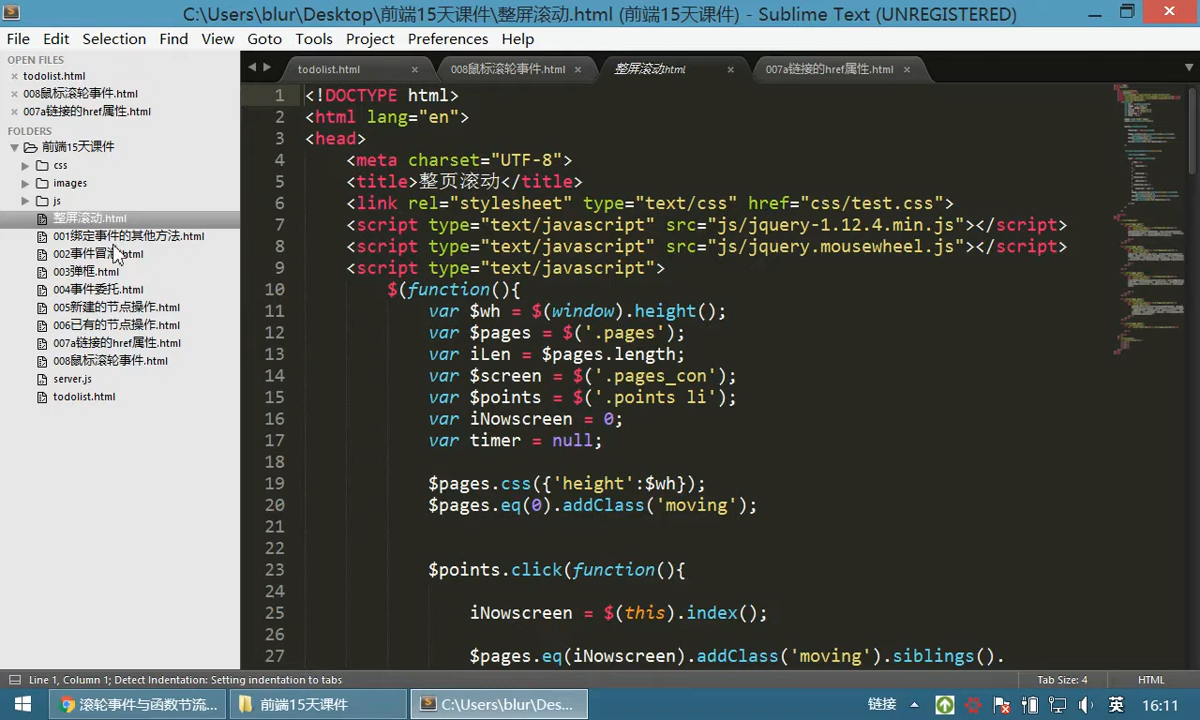 C:\Users\blur\Desktop\前端15天课件\整屏滚动.html (前端15天课件) - Sublime Text (UNREGISTERED)
File Edit Selection Find View Goto Tools Project Preferences Help
OPEN FILES
todolist.html
008鼠标滚轮事件.html
007a链接的href属性.html
FOLDERS
前端15天课件
css
images
js
整屏滚动.html
001绑定事件的其他方法.html
002事件冒泡.html
003弹框.html
004事件委托.html
005新建的节点操作.html
006已有的节点操作.html
007a链接的href属性.html
008鼠标滚轮事件.html
server.js
todolist.html
todolist.html 008鼠标滚轮事件.html 整屏滚动html 007a链接的href属性.html
1 <!DOCTYPE html>
2 <html lang="en">
3 <head>
4 <meta charset="UTF-8">
5 <title>整页滚动</title>
6 <link rel="stylesheet" type="text/css" href="css/test.css">
7 <script type="text/javascript" src="js/jquery-1.12.4.min.js"></script>
8 <script type="text/javascript" src="js/jquery.mousewheel.js"></script>
9 <script type="text/javascript">
10 $(function(){
11 var $wh = $(window).height();
12 var $pages = $('.pages');
13 var iLen = $pages.length;
14 var $screen = $('.pages_con');
15 var $points = $('.points li');
16 var iNowscreen = 0;
17 var timer = null;
18
19 $pages.css({'height':$wh});
20 $pages.eq(0).addClass('moving');
21
22
23 $points.click(function(){
24
25 iNowscreen = $(this).index();
26
27 $pages.eq(iNowscreen).addClass('moving').siblings().
Line 1, Column 1; Detect Indentation: Setting indentation to tabs Tab Size: 4 HTML
滚轮事件与函数节流... 前端15天课件 C:\Users\blur\Des... 链接 英 16:11